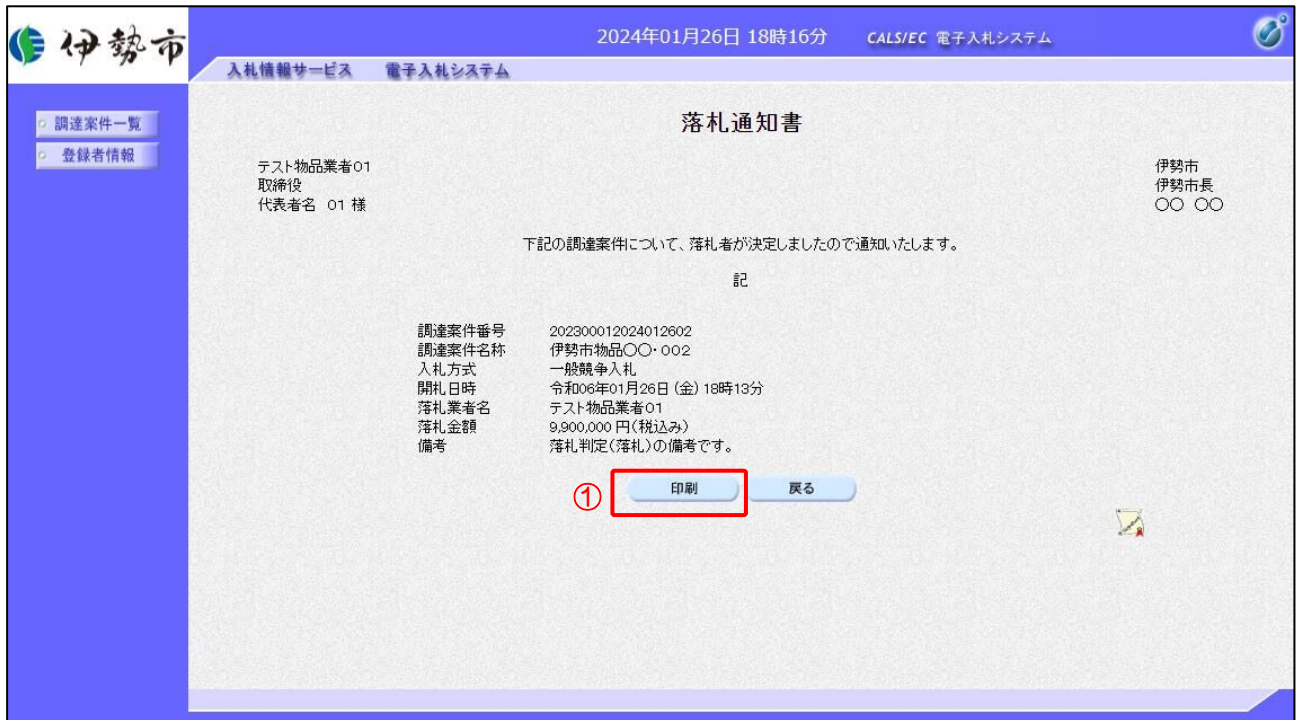 伊勢市
2024年01月26日 18時16分 CALS/EC 電子入札システム
入札情報サービス 電子入札システム
調達案件一覧
登録者情報
落札通知書
テスト物品業者01
取締役
代表者名 01 様
伊勢市
伊勢市長
〇〇 〇〇
下記の調達案件について、落札者が決定しましたので通知いたします。
記
調達案件番号 202300012024012602
調達案件名称 伊勢市物品〇〇・002
入札方式 一般競争入札
開札日時 令和06年01月26日 (金) 18時13分
落札業者名 テスト物品業者01
落札金額 9,900,000 円(税込み)
備考 落札判定(落札)の備考です。
① 印刷 戻る